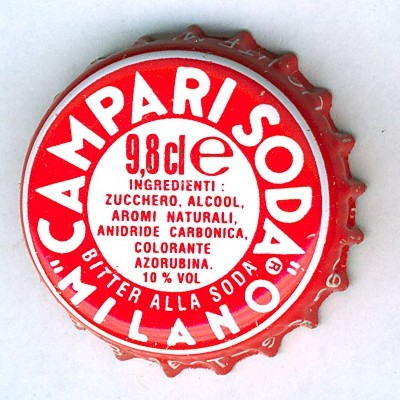 "CAMPARI SODA"®
9,8 cl e
INGREDIENTI :
ZUCCHERO, ALCOOL,
AROMI NATURALI,
ANIDRIDE CARBONICA,
COLORANTE
AZORUBINA.
10 % VOL
BITTER ALLA SODA
MILANO